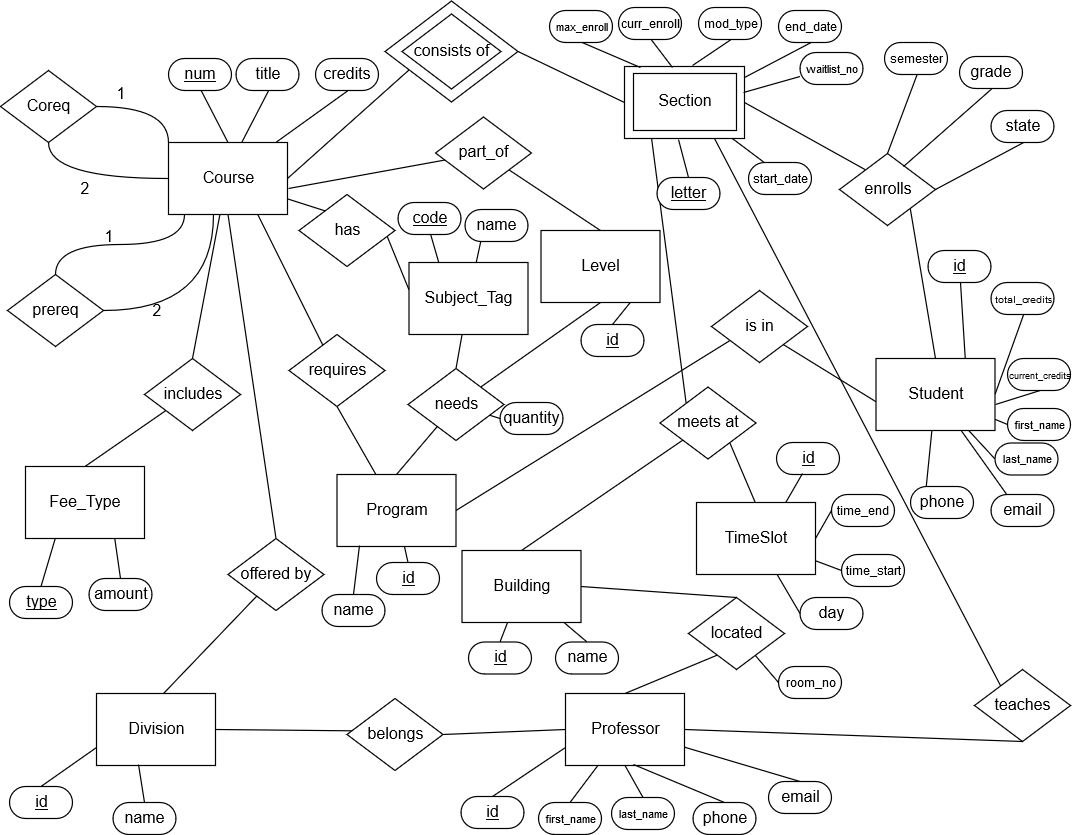 max_enroll
curr_enroll
mod_type
end_date
consists of
waitlist_no
semester
grade
num
title
credits
Coreq
1
Section
state
Course
part_of
2
letter
start_date
enrolls
has
code
name
1
Level
id
prereq
2
Subject_Tag
total_credits
is in
id
requires
current_credits
includes
needs
Student
quantity
meets at
first_name
id
last_name
Fee_Type
Program
phone
email
time_end
TimeSlot
offered by
id
Building
time_start
type
amount
name
day
located
id
name
room_no
teaches
Division
belongs
Professor
id
name
id
first_name
last_name
phone
email